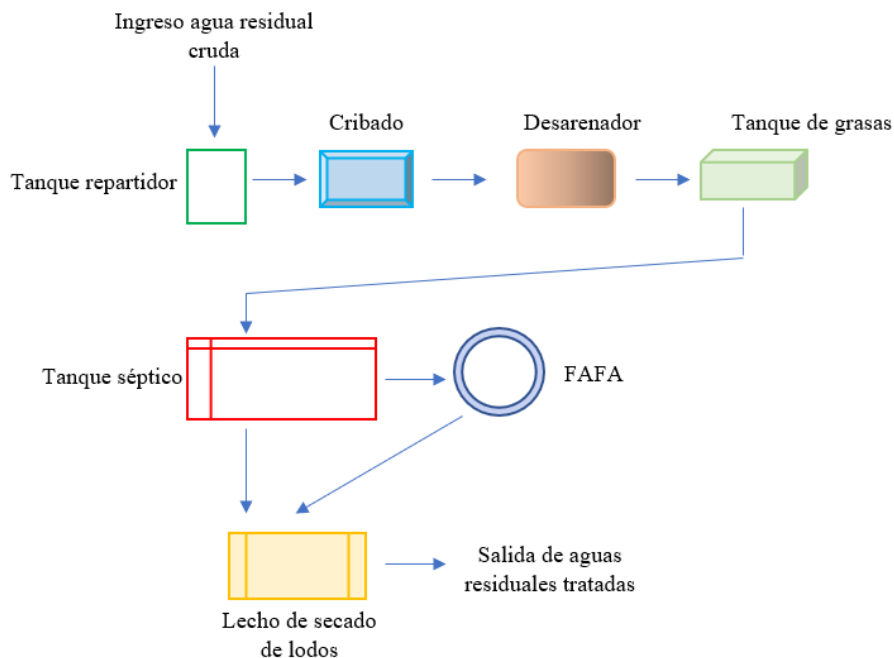 Ingreso agua residual
cruda
Cribado
Desarenador
Tanque de grasas
Tanque repartidor
Tanque séptico
FAFA
Salida de aguas
residuales tratadas
Lecho de secado
de lodos